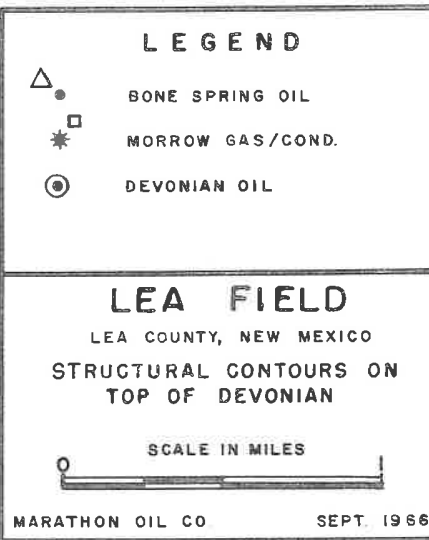 LEGEND
BONE SPRING OIL
MORROW GAS/COND.
DEVONIAN OIL
LEA FIELD
LEA COUNTY, NEW MEXICO
STRUCTURAL CONTOURS ON
TOP OF DEVONIAN
SCALE IN MILES
0 1
MARATHON OIL CO SEPT. 1966